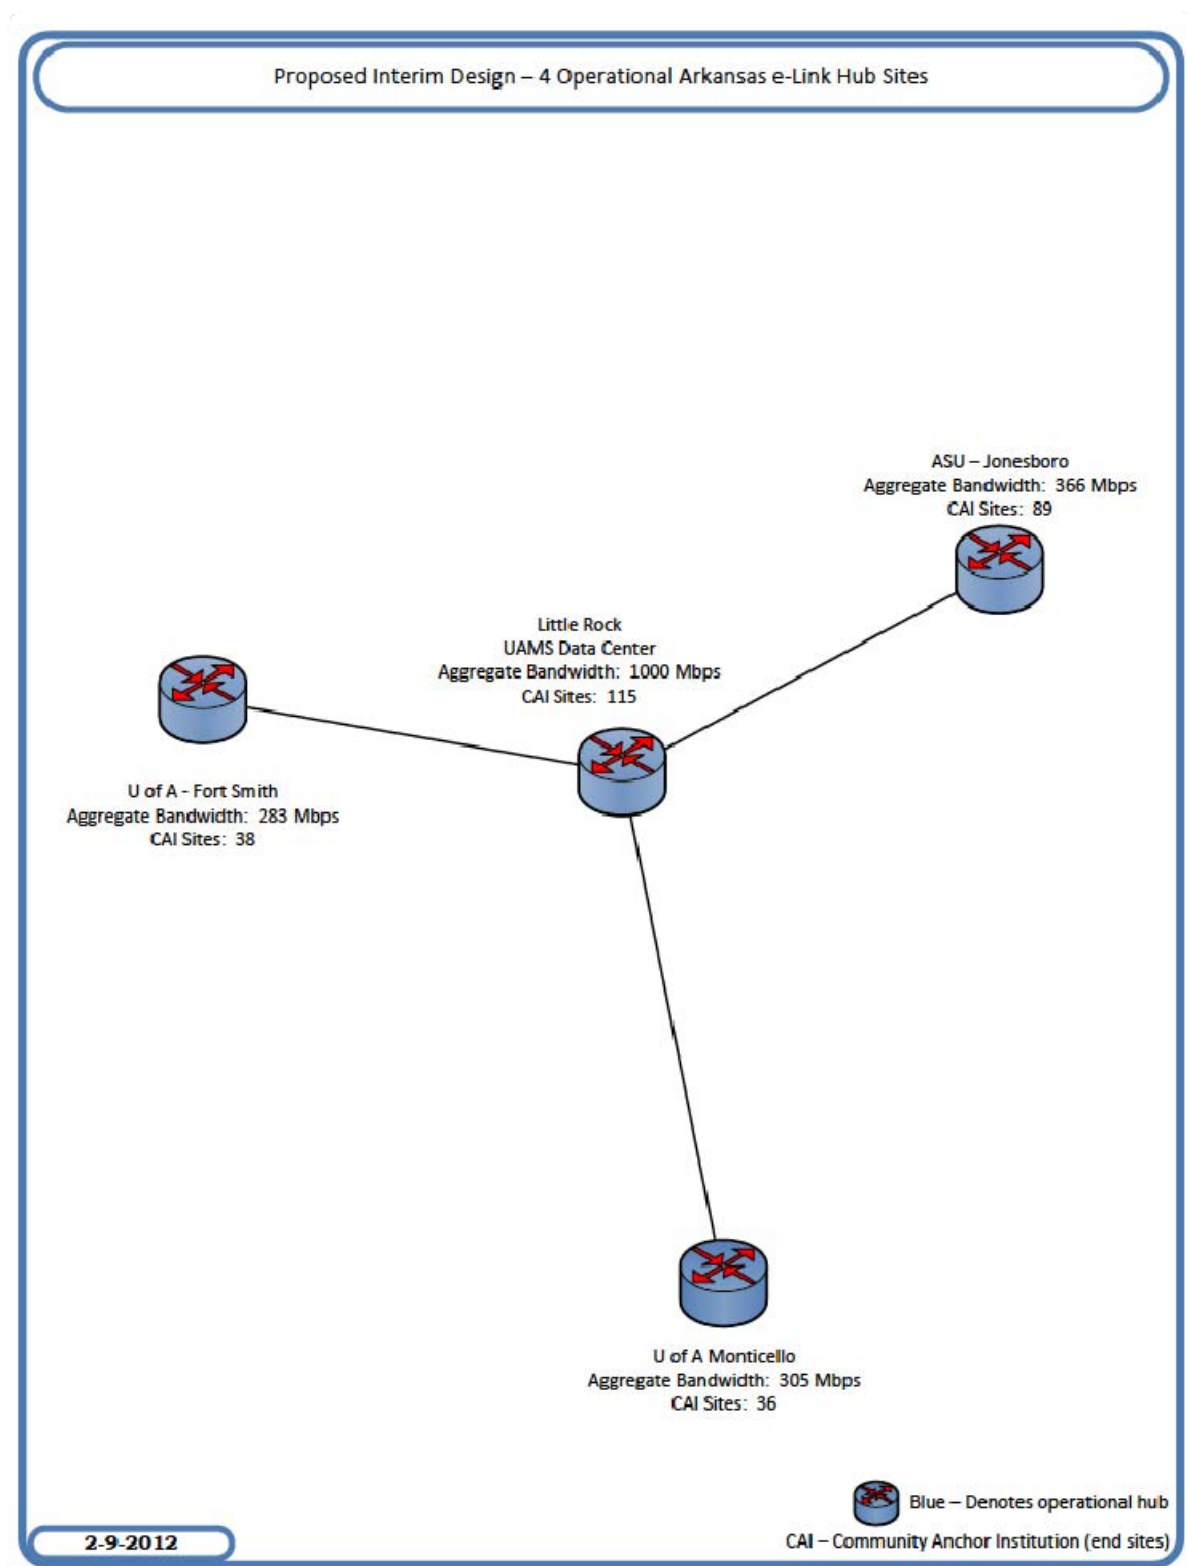 Proposed Interim Design – 4 Operational Arkansas e-Link Hub Sites
ASU – Jonesboro
Aggregate Bandwidth: 366 Mbps
CAI Sites: 89
Little Rock
UAMS Data Center
Aggregate Bandwidth: 1000 Mbps
CAI Sites: 115
U of A - Fort Smith
Aggregate Bandwidth: 283 Mbps
CAI Sites: 38
U of A Monticello
Aggregate Bandwidth: 305 Mbps
CAI Sites: 36
Blue – Denotes operational hub
CAI – Community Anchor Institution (end sites)
2-9-2012